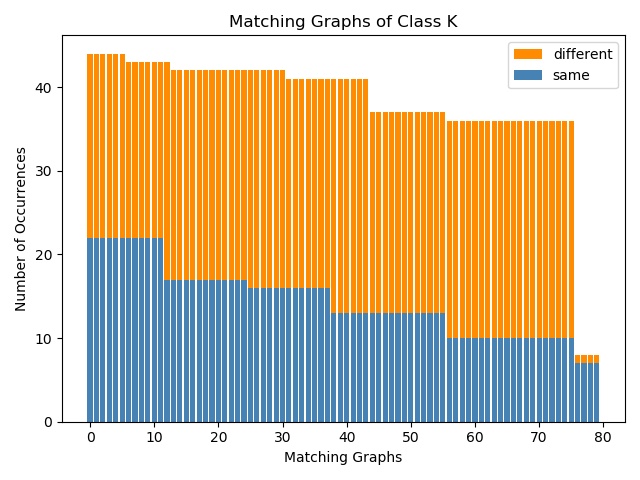 Matching Graphs of Class K
different
same
Number of Occurrences
40
30
20
10
0
0 10 20 30 40 50 60 70 80
Matching Graphs